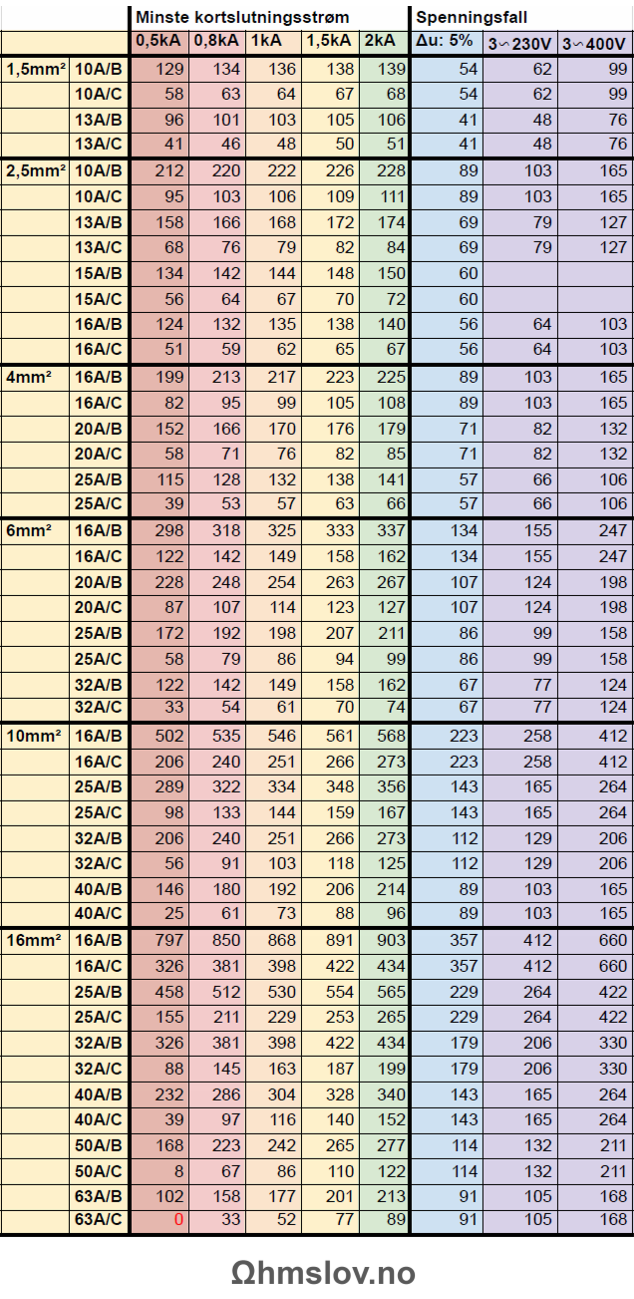 Minste kortslutningsstrøm Spenningsfall
0,5kA 0,8kA 1kA 1,5kA 2kA Δu: 5% 3∽230V 3∽400V
1,5mm² 10A/B 129 134 136 138 139 54 62 99
10A/C 58 63 64 67 68 54 62 99
13A/B 96 101 103 105 106 41 48 76
13A/C 41 46 48 50 51 41 48 76
2,5mm² 10A/B 212 220 222 226 228 89 103 165
10A/C 95 103 106 109 111 89 103 165
13A/B 158 166 168 172 174 69 79 127
13A/C 68 76 79 82 84 69 79 127
15A/B 134 142 144 148 150 60
15A/C 56 64 67 70 72 60
16A/B 124 132 135 138 140 56 64 103
16A/C 51 59 62 65 67 56 64 103
4mm² 16A/B 199 213 217 223 225 89 103 165
16A/C 82 95 99 105 108 89 103 165
20A/B 152 166 170 176 179 71 82 132
20A/C 58 71 76 82 85 71 82 132
25A/B 115 128 132 138 141 57 66 106
25A/C 39 53 57 63 66 57 66 106
6mm² 16A/B 298 318 325 333 337 134 155 247
16A/C 122 142 149 158 162 134 155 247
20A/B 228 248 254 263 267 107 124 198
20A/C 87 107 114 123 127 107 124 198
25A/B 172 192 198 207 211 86 99 158
25A/C 58 79 86 94 99 86 99 158
32A/B 122 142 149 158 162 67 77 124
32A/C 33 54 61 70 74 67 77 124
10mm² 16A/B 502 535 546 561 568 223 258 412
16A/C 206 240 251 266 273 223 258 412
25A/B 289 322 334 348 356 143 165 264
25A/C 98 133 144 159 167 143 165 264
32A/B 206 240 251 266 273 112 129 206
32A/C 56 91 103 118 125 112 129 206
40A/B 146 180 192 206 214 89 103 165
40A/C 25 61 73 88 96 89 103 165
16mm² 16A/B 797 850 868 891 903 357 412 660
16A/C 326 381 398 422 434 357 412 660
25A/B 458 512 530 554 565 229 264 422
25A/C 155 211 229 253 265 229 264 422
32A/B 326 381 398 422 434 179 206 330
32A/C 88 145 163 187 199 179 206 330
40A/B 232 286 304 328 340 143 165 264
40A/C 39 97 116 140 152 143 165 264
50A/B 168 223 242 265 277 114 132 211
50A/C 8 67 86 110 122 114 132 211
63A/B 102 158 177 201 213 91 105 168
63A/C 0 33 52 77 89 91 105 168
Ωhmslov.no